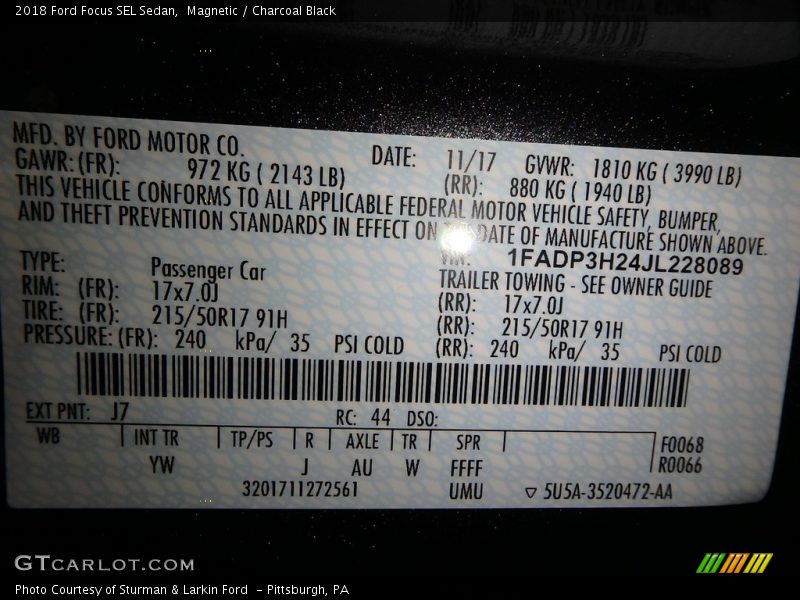 2018 Ford Focus SEL Sedan,  Magnetic / Charcoal Black
MFD. BY FORD MOTOR CO.
DATE: 11/17 GVWR: 1810 KG ( 3990 LB)
GAWR: (FR): 972 KG ( 2143 LB) (RR): 880 KG ( 1940 LB)
THIS VEHICLE CONFORMS TO ALL APPLICABLE FEDERAL MOTOR VEHICLE SAFETY, BUMPER,
AND THEFT PREVENTION STANDARDS IN EFFECT ON DATE OF MANUFACTURE SHOWN ABOVE.
VIN: 1FADP3H24JL228089
TYPE: Passenger Car TRAILER TOWING - SEE OWNER GUIDE
RIM: (FR): 17x7.0J (RR): 17x7.0J
TIRE: (FR): 215/50R17 91H (RR): 215/50R17 91H
PRESSURE: (FR): 240 kPa/ 35 PSI COLD (RR): 240 kPa/ 35 PSI COLD
EXT PNT: J7 RC: 44 DSO:
WB INT TR TP/PS R AXLE TR SPR F0068
YW J AU W FFFF R0066
3201711272561 UMU ▽ 5U5A-3520472-AA
GTCARLOT.COM
Photo Courtesy of Sturman & Larkin Ford  - Pittsburgh, PA